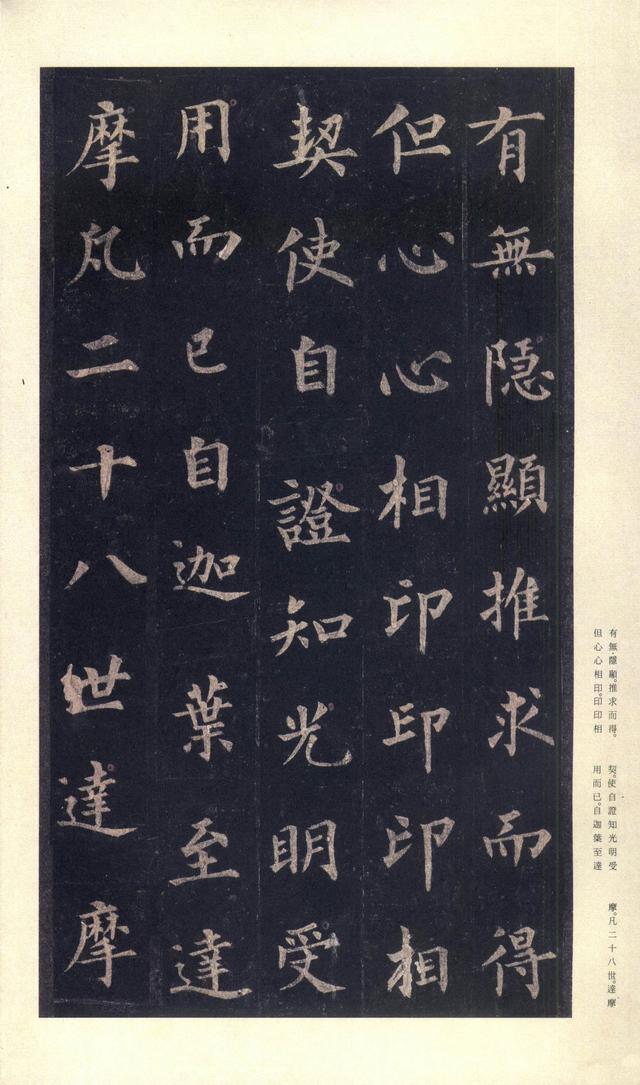 有無隱顯推求而得
但心心相印印印相
契使自證知光明受
用而已自迦葉至達
摩凡二十八世達摩
有無·隱顯。推求而得。
但心心相印。印印相
契。使自證知光明受
用而已。自迦葉至達
摩。凡二十八世。達摩